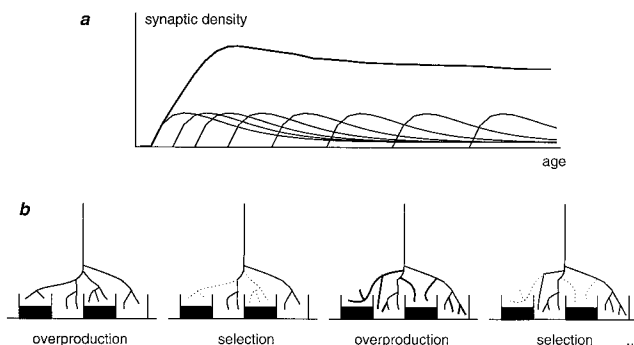 a
synaptic density
age
b
overproduction
selection
overproduction
selection